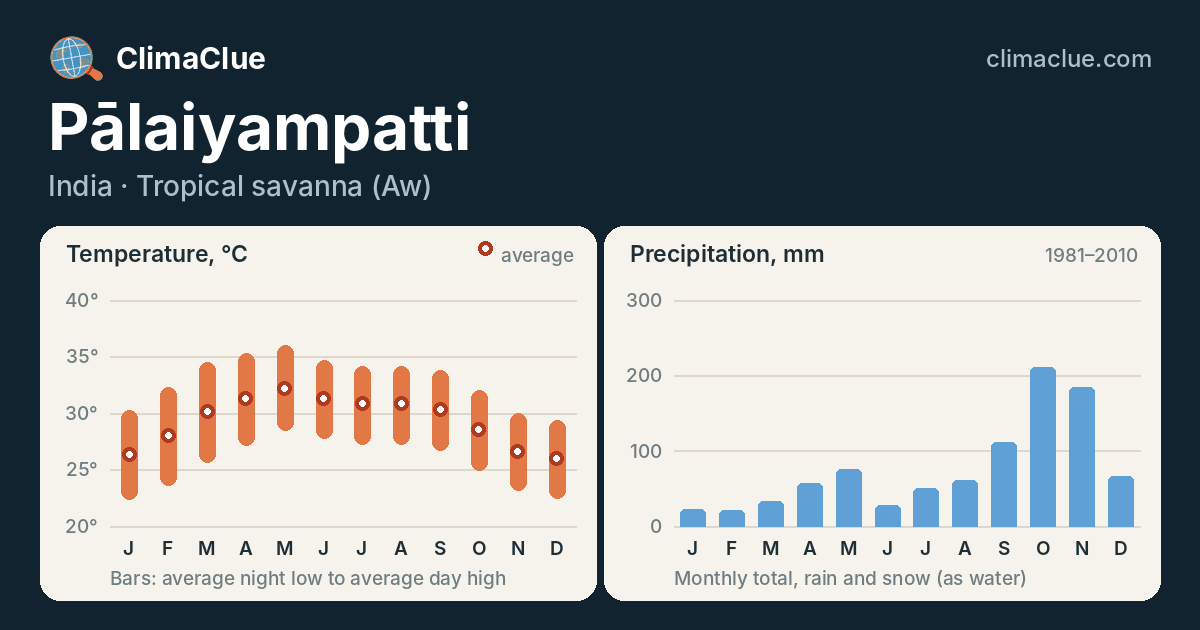 ClimaClue
climaclue.com
Pālaiyampatti
India · Tropical savanna (Aw)
Temperature, °C
average
40°
35°
30°
25°
20°
J F M A M J J A S O N D
Bars: average night low to average day high
Precipitation, mm
1981–2010
300
200
100
0
J F M A M J J A S O N D
Monthly total, rain and snow (as water)